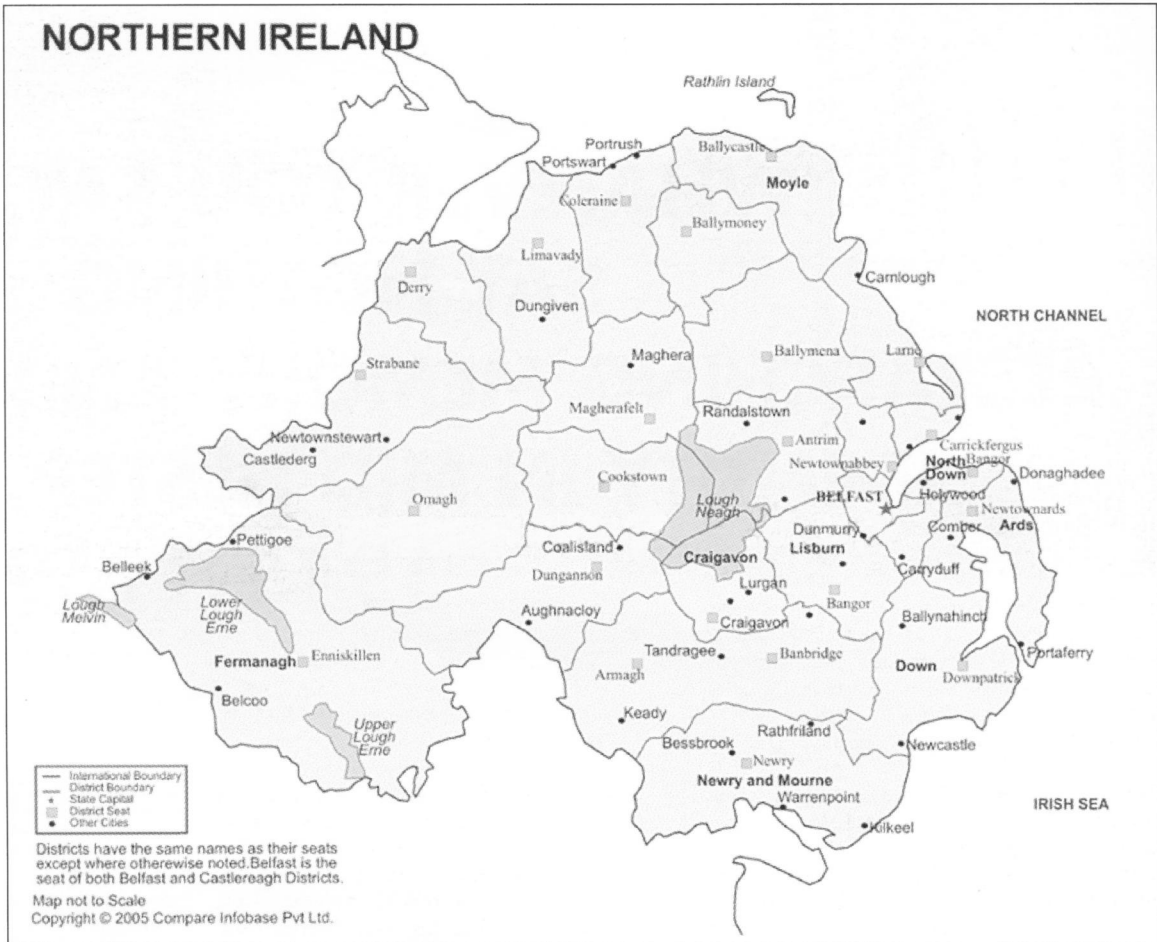 NORTHERN IRELAND
Rathlin Island
Portrush
Portswart
Ballycastle
Moyle
Coleraine
Ballymoney
Limavady
Derry
Carnlough
Dungiven
NORTH CHANNEL
Maghera
Ballymena
Larne
Strabane
Magherafelt
Randalstown
Antrim
Carrickfergus
Newtownstewart
Castlederg
Newtownabbey
North
Down
Bangor
Donaghadee
Cookstown
Lough
Neagh
BELFAST
Holywood
Newtownards
Omagh
Ards
Dunmurry
Comber
Pettigoe
Coalisland
Craigavon
Lisburn
Belleek
Dungannon
Carryduff
Lough
Melvin
Lower
Lough
Erne
Lurgan
Bangor
Aughnacloy
Craigavon
Ballynahinch
Fermanagh
Enniskillen
Tandragee
Banbridge
Portaferry
Armagh
Down
Downpatrick
Belcoo
Keady
Upper
Lough
Erne
Rathfriland
Bessbrook
Newcastle
Newry
Newry and Mourne
Warrenpoint
IRISH SEA
Kilkeel
International Boundary
District Boundary
State Capital
District Seat
Other Cities
Districts have the same names as their seats
except where otherewise noted.Belfast is the
seat of both Belfast and Castlereagh Districts.
Map not to Scale
Copyright © 2005 Compare Infobase Pvt Ltd.